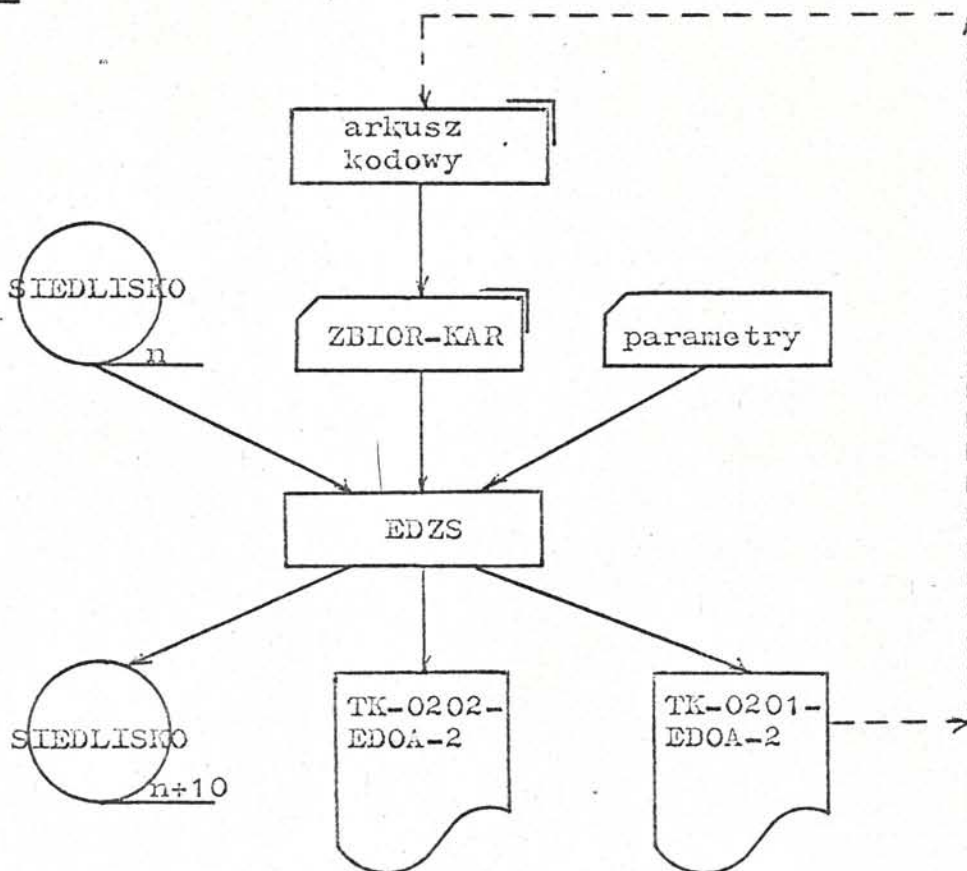 arkusz
kodowy
SIEDLISKO
n
ZBIOR-KAR
parametry
EDZS
SIEDLISKO
n+10
TK-0202-
EDOA-2
TK-0201-
EDOA-2